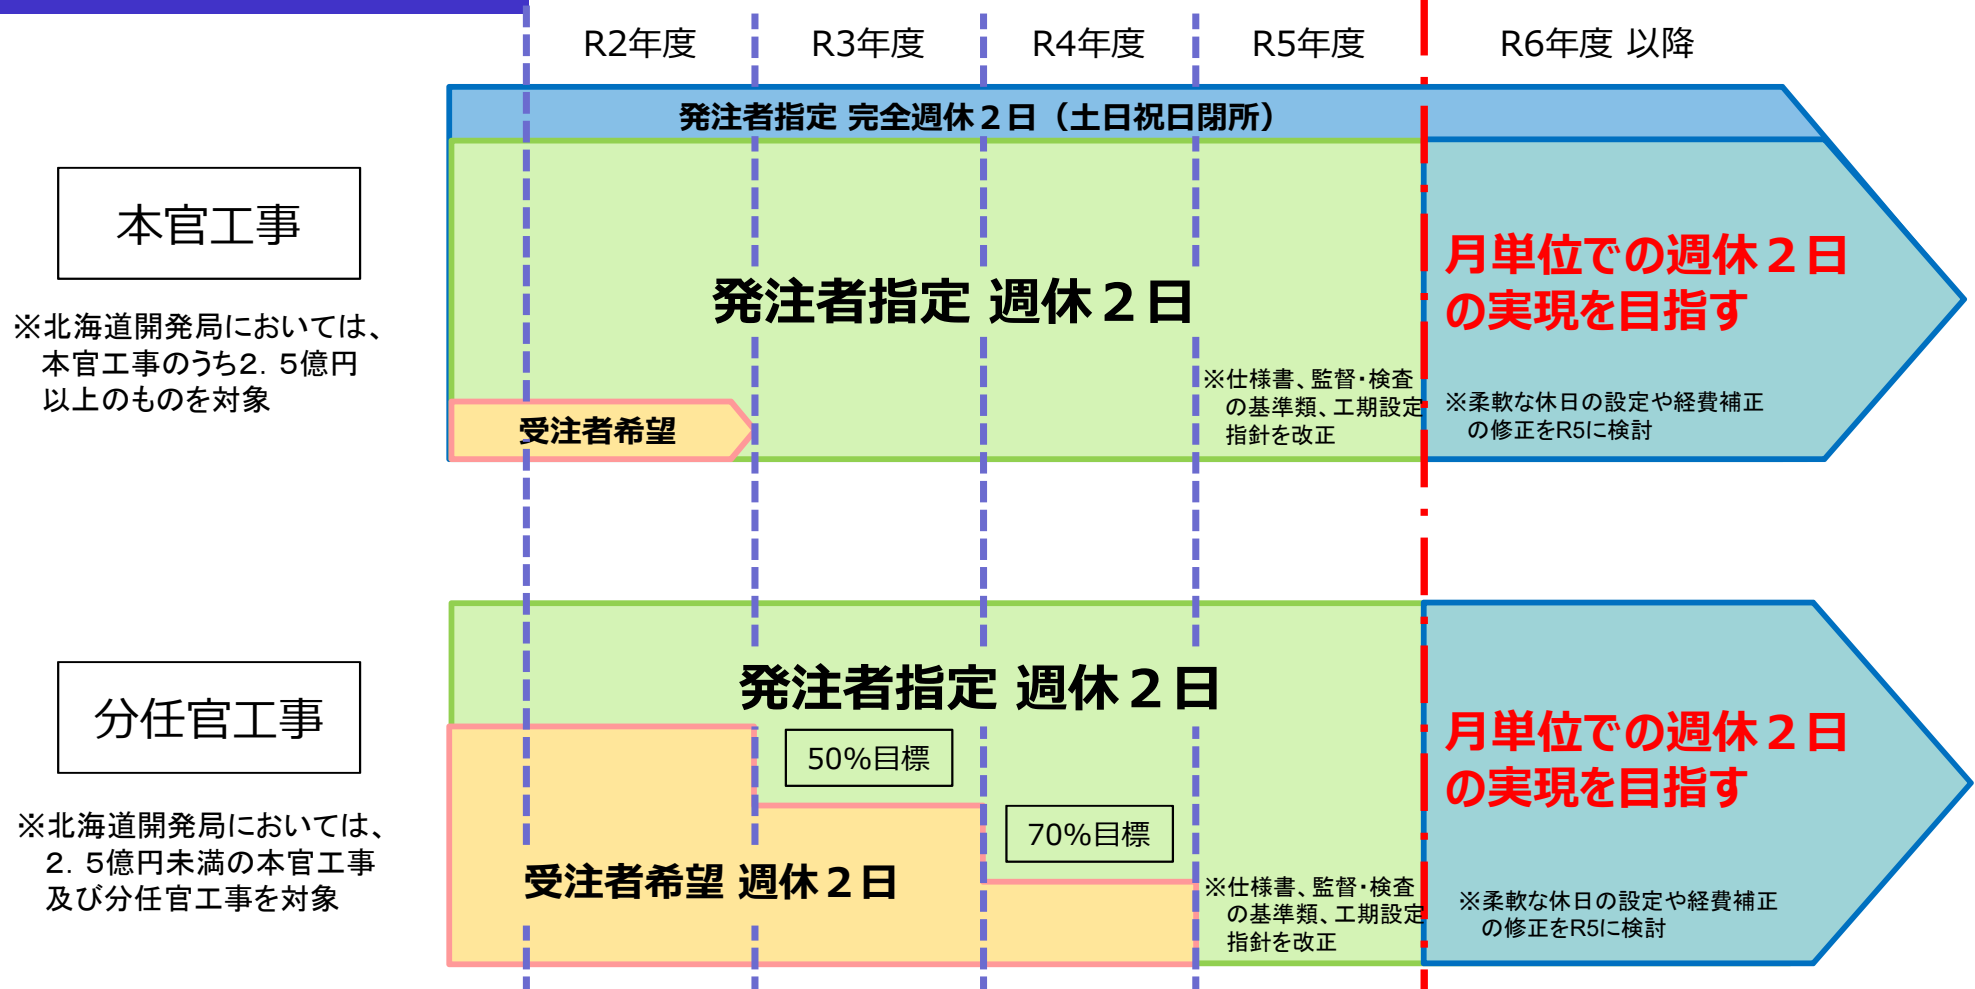 R2年度
R3年度
R4年度
R5年度
R6年度 以降
発注者指定 完全週休２日（土日祝日閉所）
本官工事
※北海道開発局においては、
本官工事のうち2．5億円
以上のものを対象
発注者指定 週休２日
受注者希望
※仕様書、監督・検査
の基準類、工期設定
指針を改正
月単位での週休２日
の実現を目指す
※柔軟な休日の設定や経費補正
の修正をR5に検討
分任官工事
※北海道開発局においては、
2．5億円未満の本官工事
及び分任官工事を対象
発注者指定 週休２日
50%目標
70%目標
受注者希望 週休２日
※仕様書、監督・検査
の基準類、工期設定
指針を改正
月単位での週休２日
の実現を目指す
※柔軟な休日の設定や経費補正
の修正をR5に検討